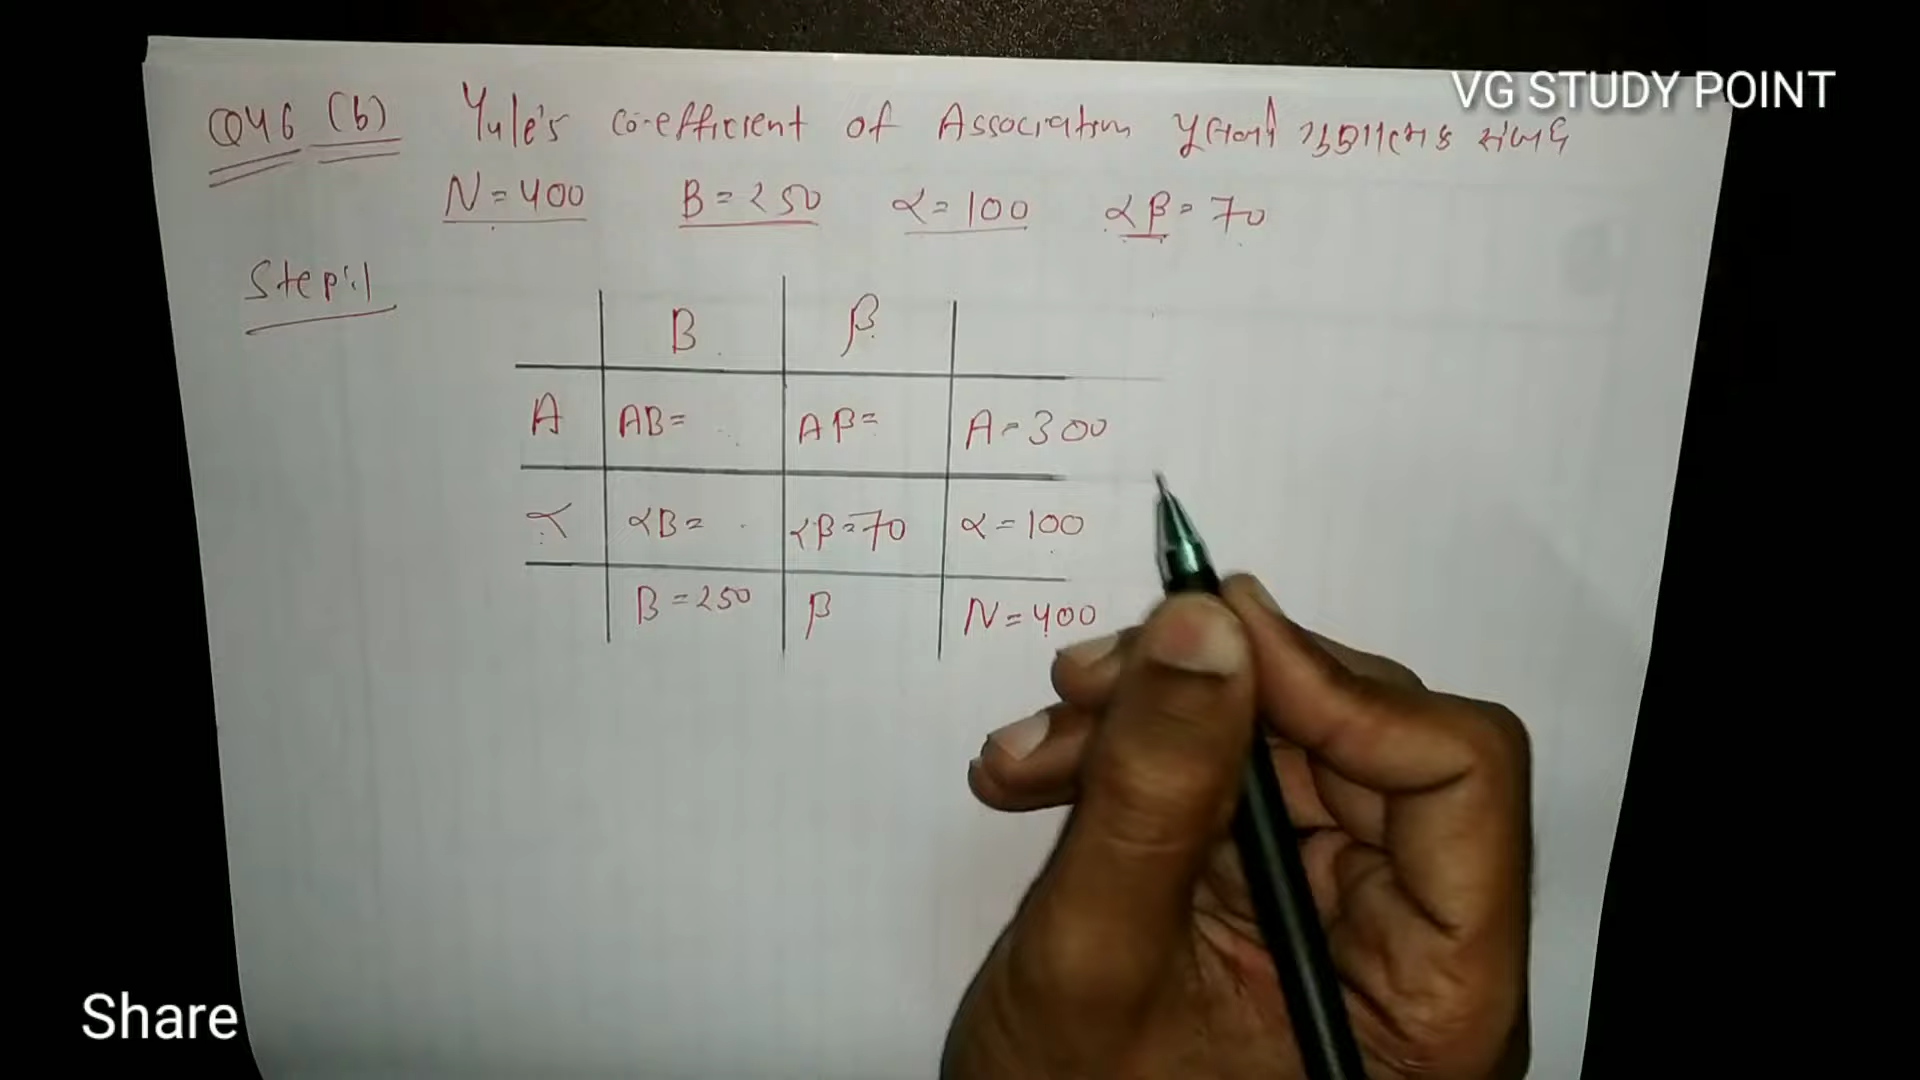 VG STUDY POINT
Q46 (b) Yule's co-efficient of Association
N = 400 B = 250 α = 100 αβ = 70
Step:1
B β
A AB = Aβ = A = 300
α αB = αβ = 70 α = 100
B = 250 β N = 400
Share